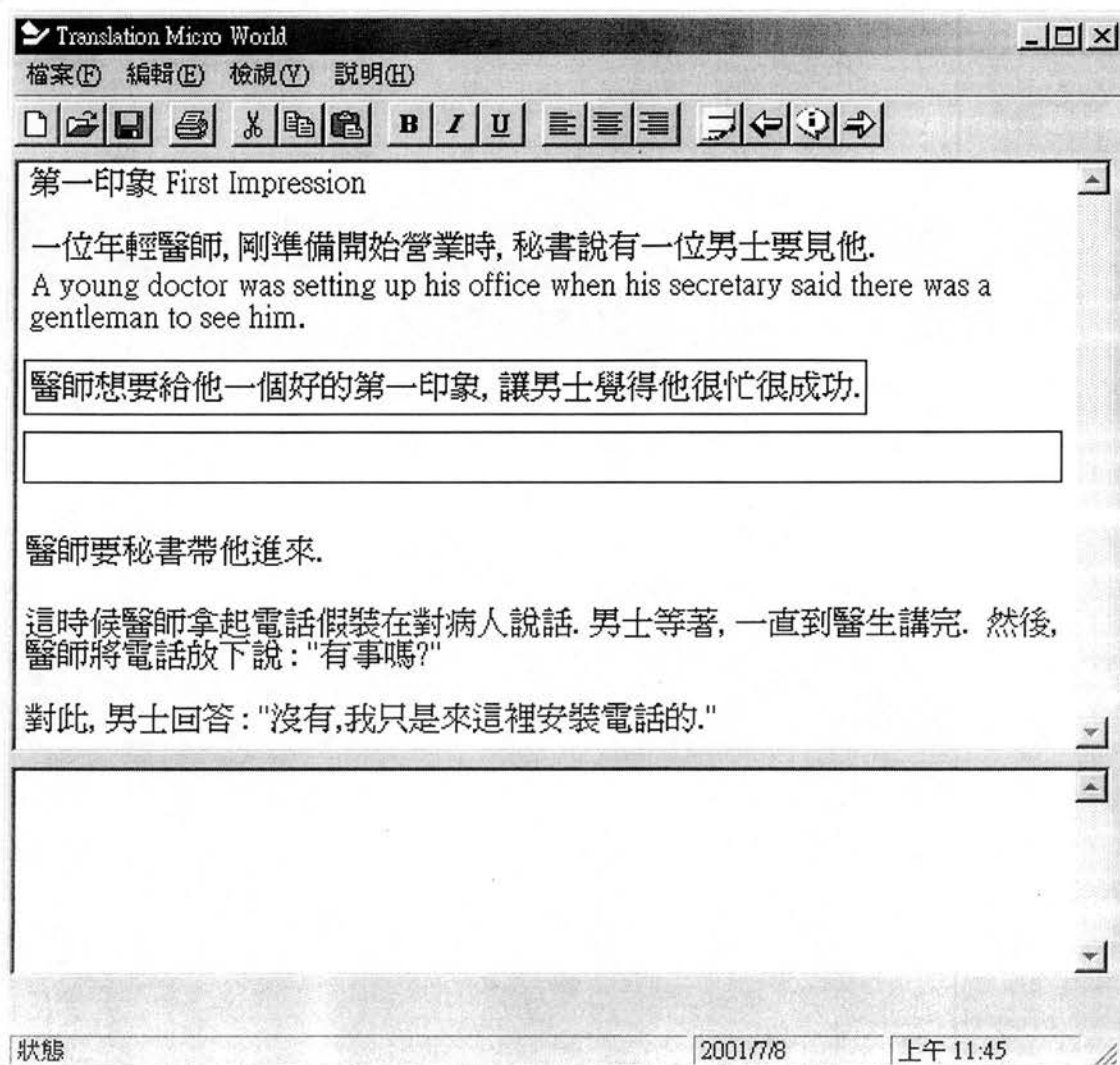 Translation Micro World
檔案(F) 編輯(E) 檢視(V) 說明(H)
B I U
第一印象 First Impression
一位年輕醫師, 剛準備開始營業時, 秘書說有一位男士要見他.
A young doctor was setting up his office when his secretary said there was a
gentleman to see him.
醫師想要給他一個好的第一印象, 讓男士覺得他很忙很成功.
醫師要秘書帶他進來.
這時候醫師拿起電話假裝在對病人說話. 男士等著, 一直到醫生講完. 然後,
醫師將電話放下說 : "有事嗎?"
對此, 男士回答 : "沒有,我只是來這裡安裝電話的."
狀態 2001/7/8 上午 11:45